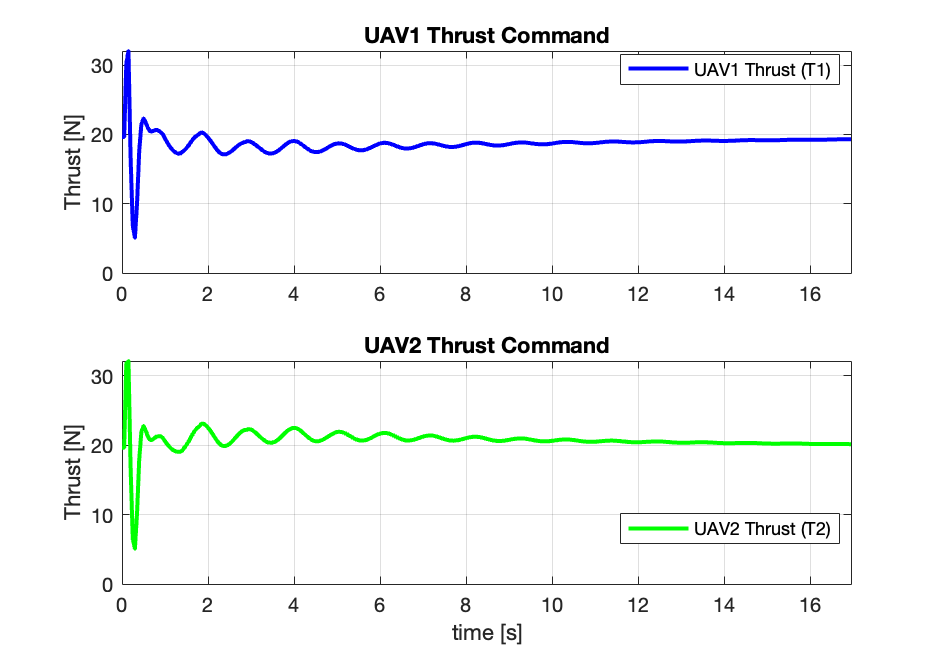 UAV1 Thrust Command
Thrust [N]
30
20
10
0
UAV1 Thrust (T1)
0 2 4 6 8 10 12 14 16
UAV2 Thrust Command
Thrust [N]
30
20
10
0
UAV2 Thrust (T2)
0 2 4 6 8 10 12 14 16
time [s]